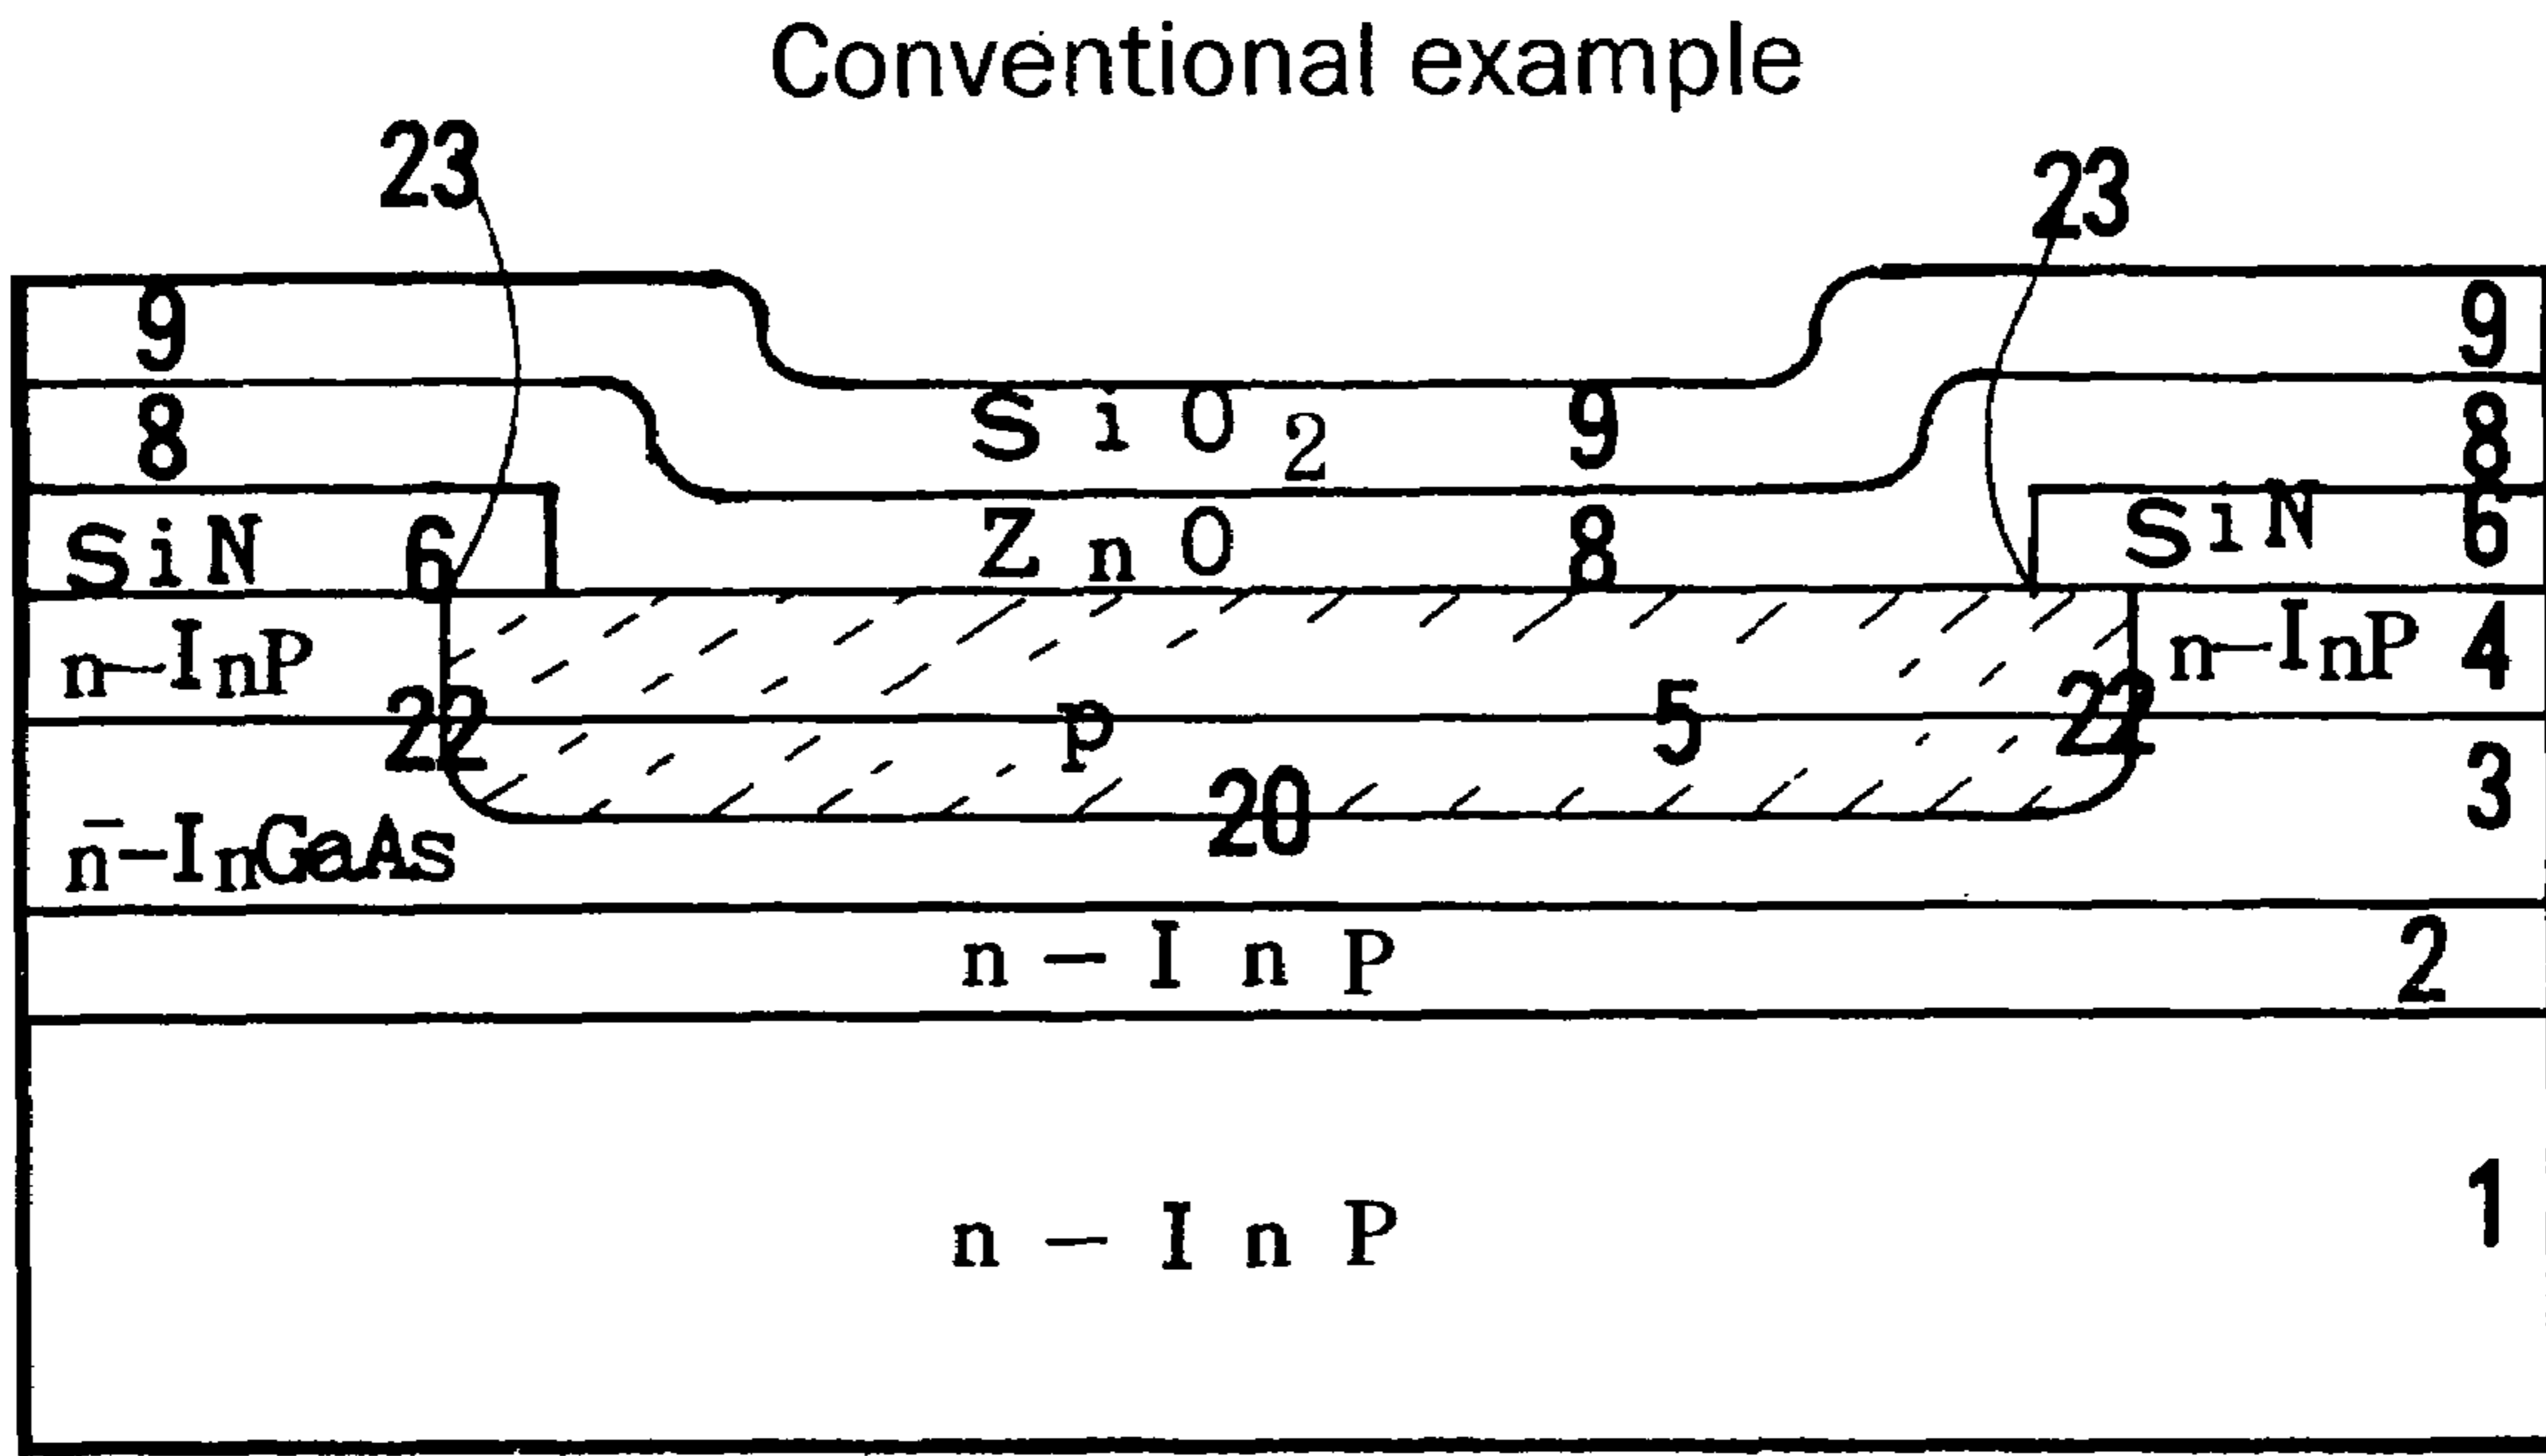 Conventional example
23
23
9
9
SiO2 9
8
8
SiN 6
ZnO 8
SiN 6
n-InP
n-InP 4
22
p
5
22
3
20
n̄-InGaAs
n-InP 2
n-InP 1